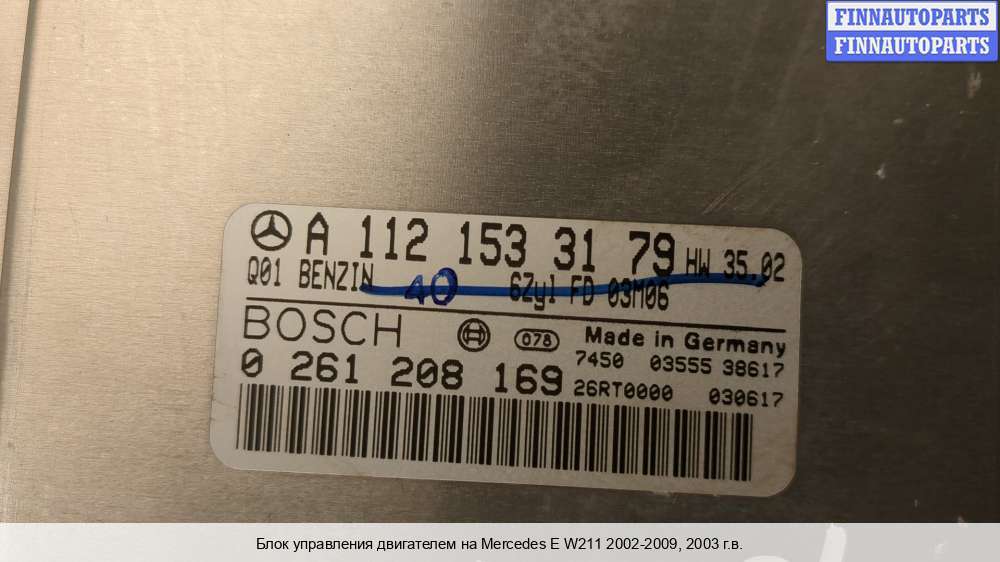 FINNAUTOPARTS
FINNAUTOPARTS
A 112 153 31 79 HW 35.02
Q01 BENZIN 40 6Zyl FD 03M06
BOSCH 078 Made in Germany
7450 03555 38617
0 261 208 169 26RT0000 030617
Блок управления двигателем на Mercedes E W211 2002-2009, 2003 г.в.